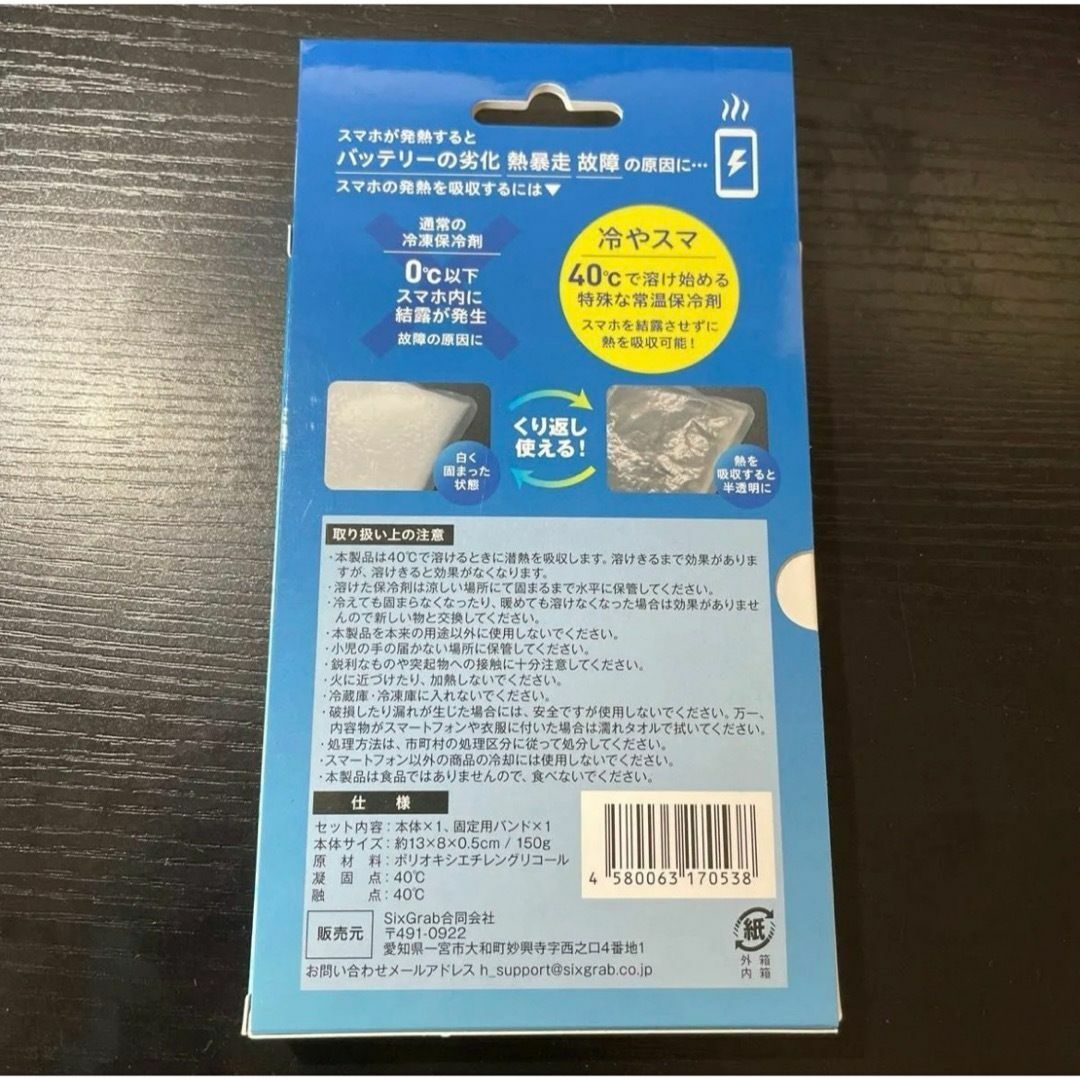 スマホが発熱すると
バッテリーの劣化 熱暴走 故障 の原因に…
スマホの発熱を吸収するには▼
通常の
冷凍保冷剤
0℃以下
スマホ内に
結露が発生
故障の原因に
冷やスマ
40℃で溶け始める
特殊な常温保冷剤
スマホを結露させずに
熱を吸収可能！
くり返し
使える！
白く
固まった
状態
熱を
吸収すると
半透明に
取り扱い上の注意
・本製品は40℃で溶けるときに潜熱を吸収します。溶けきるまで効果がありま
すが、溶けきると効果がなくなります。
・溶けた保冷剤は涼しい場所にて固まるまで水平に保管してください。
・冷えても固まらなくなったり、暖めても溶けなくなった場合は効果がありませ
んので新しい物と交換してください。
・本製品を本来の用途以外に使用しないでください。
・小児の手の届かない場所に保管してください。
・鋭利なものや突起物への接触に十分注意してください。
・火に近づけたり、加熱しないでください。
・冷蔵庫・冷凍庫に入れないでください。
・破損したり漏れが生じた場合には、安全ですが使用しないでください。万一、
内容物がスマートフォンや衣服に付いた場合は濡れタオルで拭いてください。
・処理方法は、市町村の処理区分に従って処分してください。
・スマートフォン以外の商品の冷却には使用しないでください。
・本製品は食品ではありませんので、食べないでください。
仕 様
セット内容：本体×1、固定用バンド×1
本体サイズ：約13×8×0.5cm / 150g
原 材 料：ポリオキシエチレングリコール
凝 固 点：40℃
融 点：40℃
4 580063 170538
販売元
SixGrab合同会社
〒491-0922
愛知県一宮市大和町妙興寺字西之口4番地1
お問い合わせメールアドレス h_support@sixgrab.co.jp
紙
外 箱
内 箱